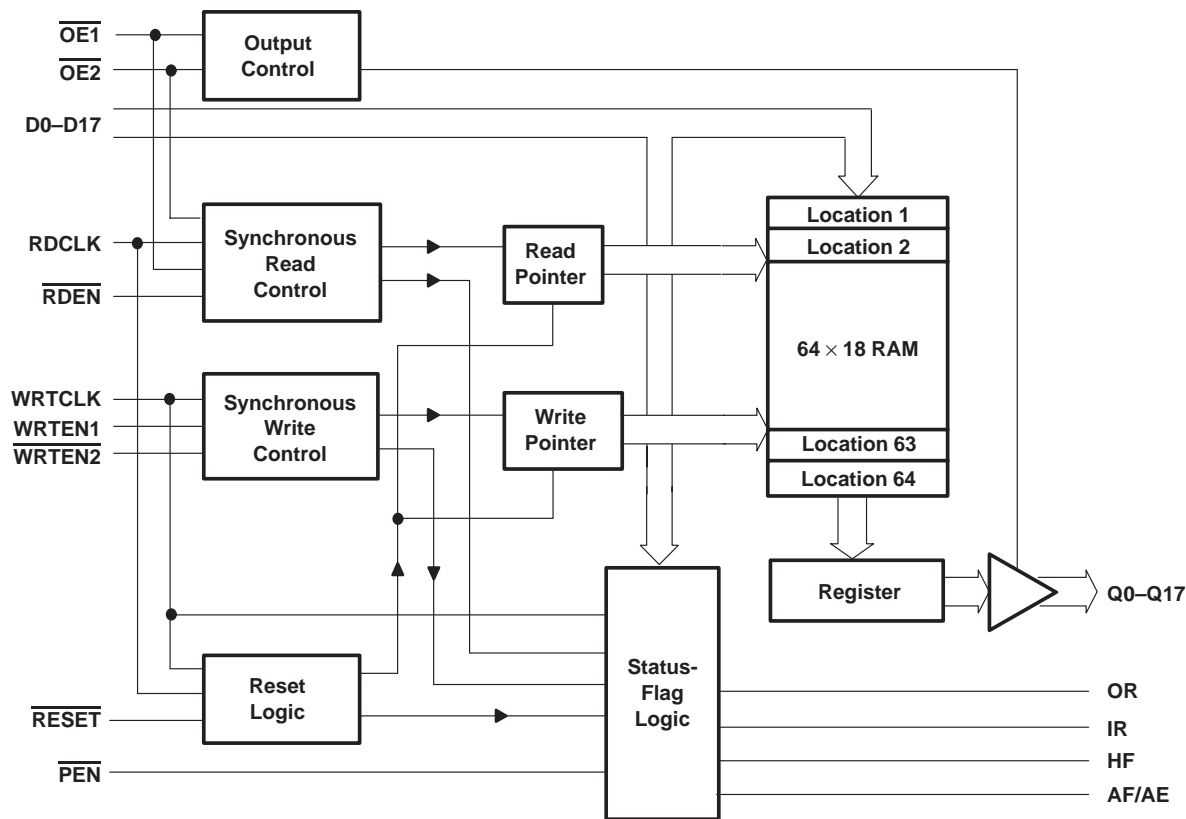 OE1
OE2
Output
Control
D0–D17
RDCLK
RDEN
Synchronous
Read
Control
Read
Pointer
Location 1
Location 2
64 × 18 RAM
Location 63
Location 64
WRTCLK
WRTEN1
WRTEN2
Synchronous
Write
Control
Write
Pointer
Register
Q0–Q17
Reset
Logic
RESET
PEN
Status-
Flag
Logic
OR
IR
HF
AF/AE